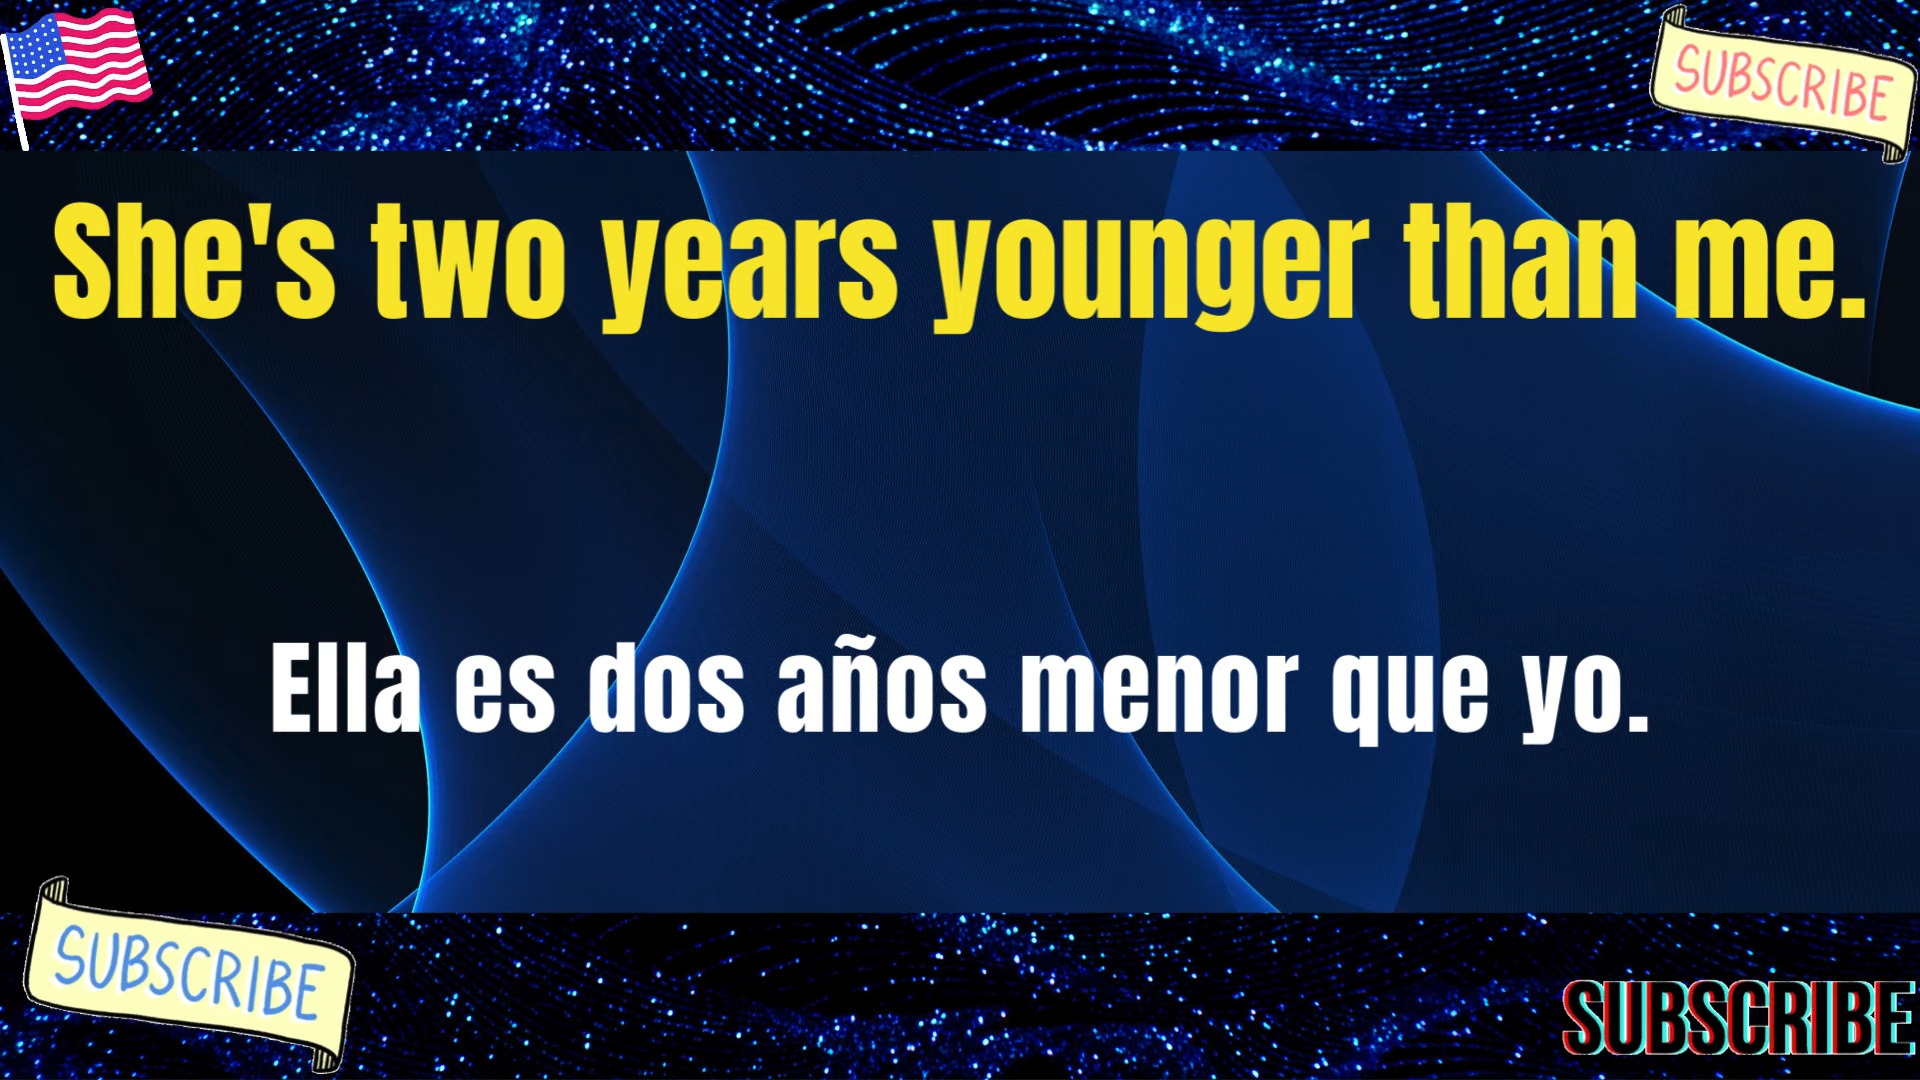 SUBSCRIBE
She's two years younger than me.
Ella es dos años menor que yo.
SUBSCRIBE
SUBSCRIBE